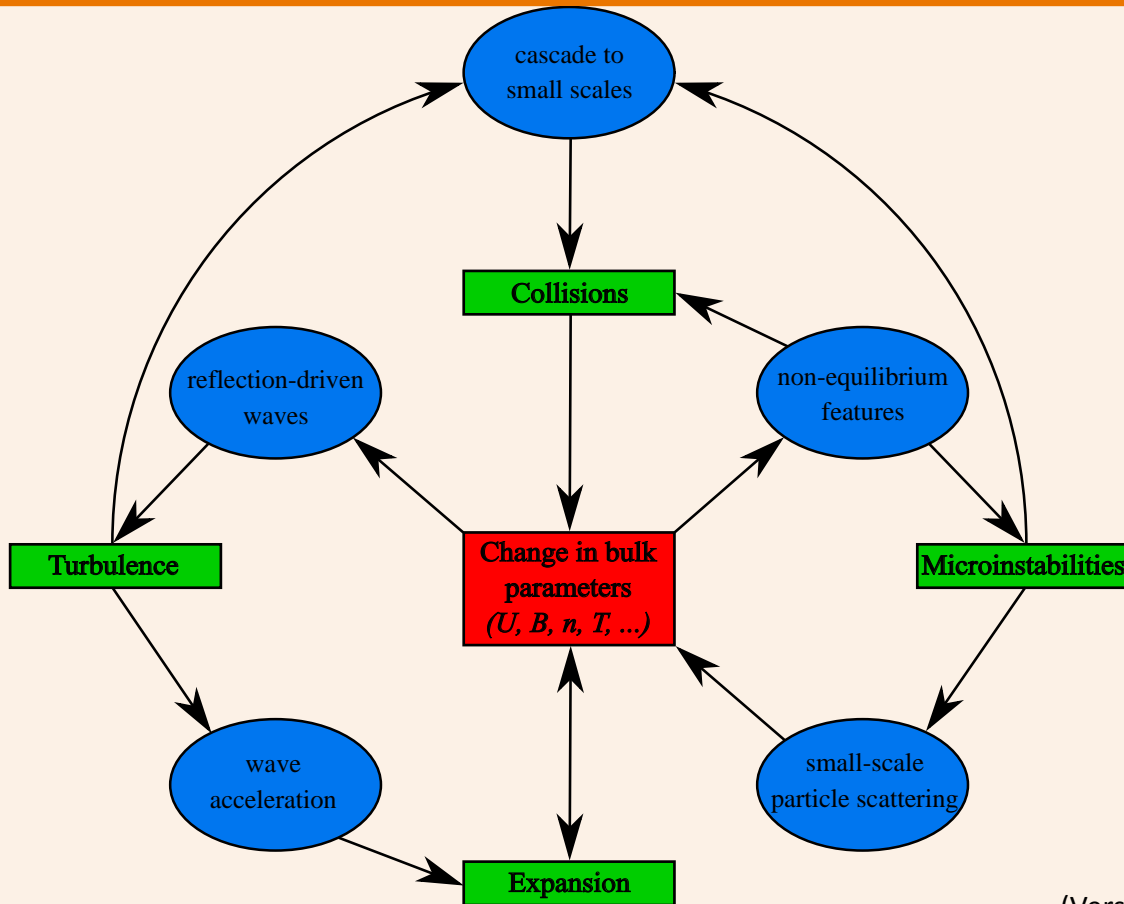 cascade to
small scales
Collisions
reflection-driven
waves
non-equilibrium
features
Turbulence
Change in bulk
parameters
(U, B, n, T, ...)
Microinstabilities
wave
acceleration
small-scale
particle scattering
Expansion